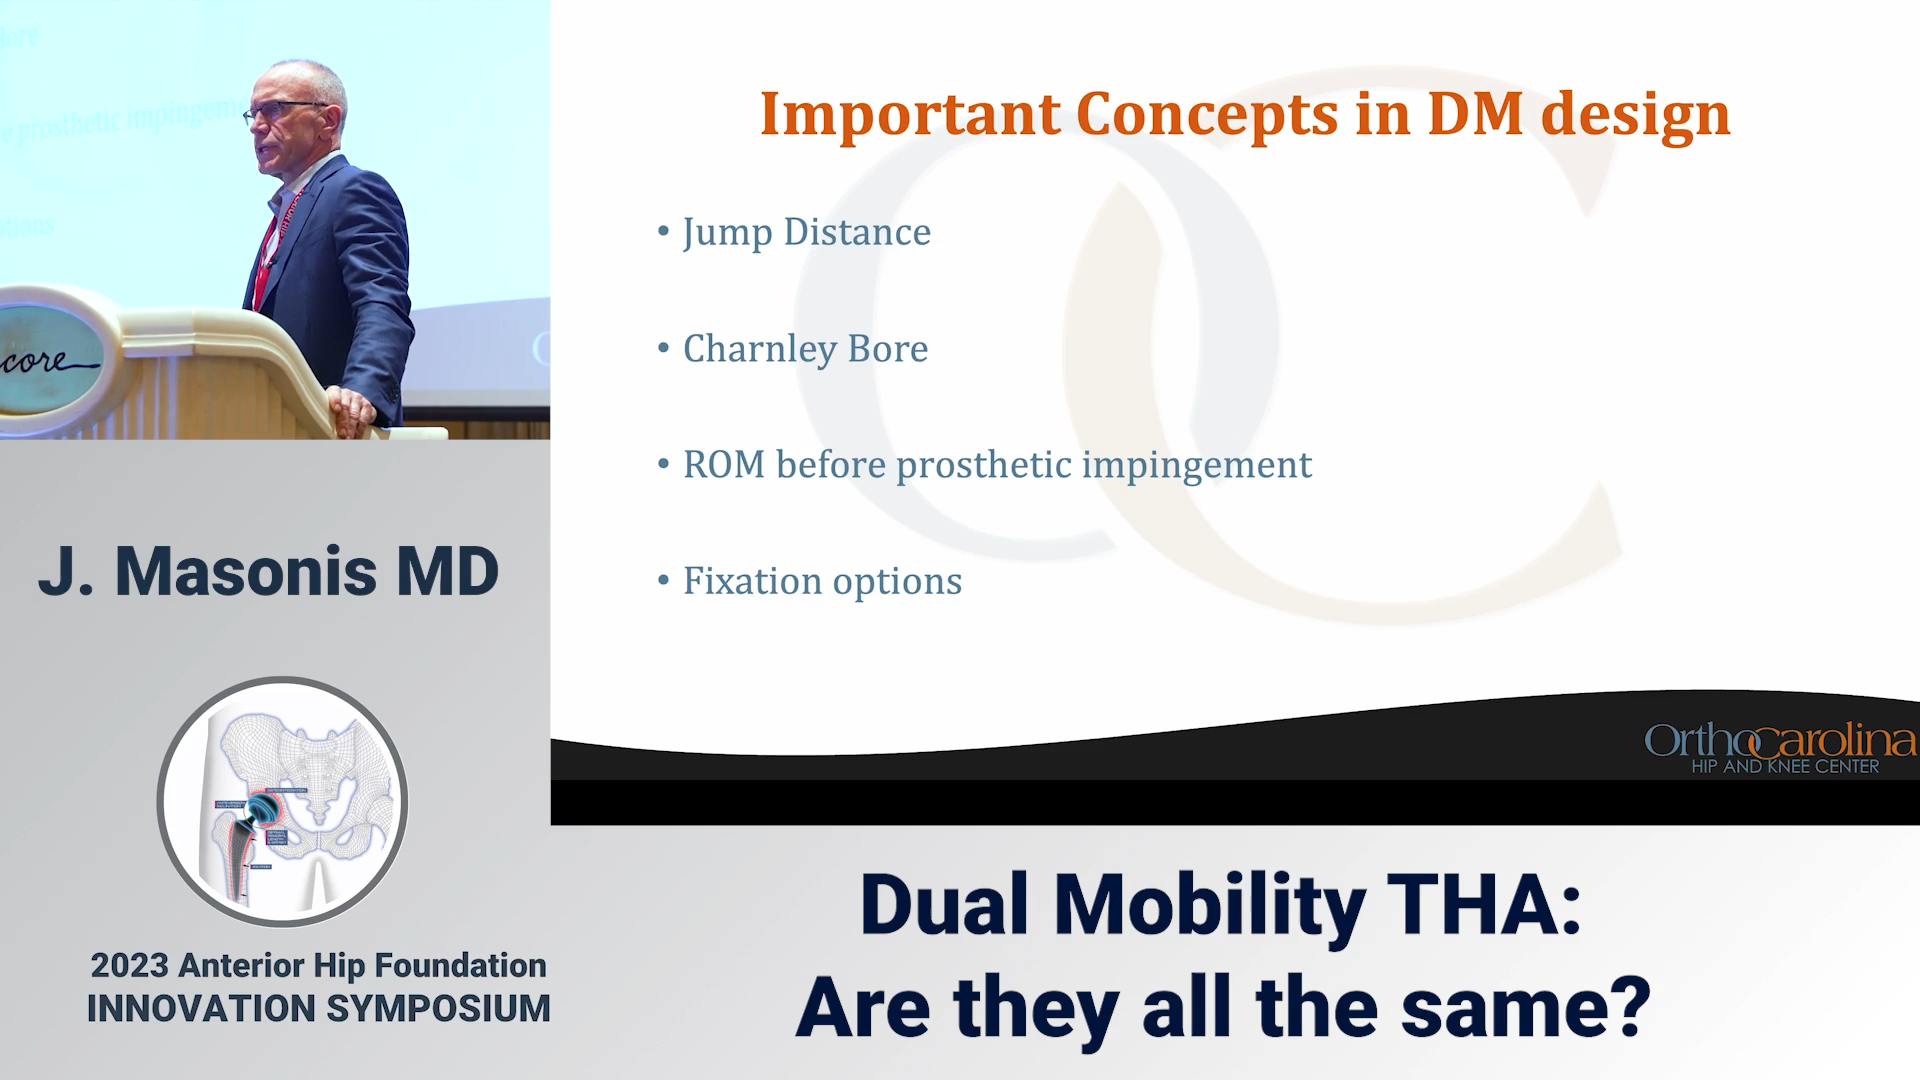 Important Concepts in DM design
• Jump Distance
• Charnley Bore
• ROM before prosthetic impingement
• Fixation options
OrthoCarolina
HIP AND KNEE CENTER
core
J. Masonis MD
2023 Anterior Hip Foundation
INNOVATION SYMPOSIUM
Dual Mobility THA:
Are they all the same?